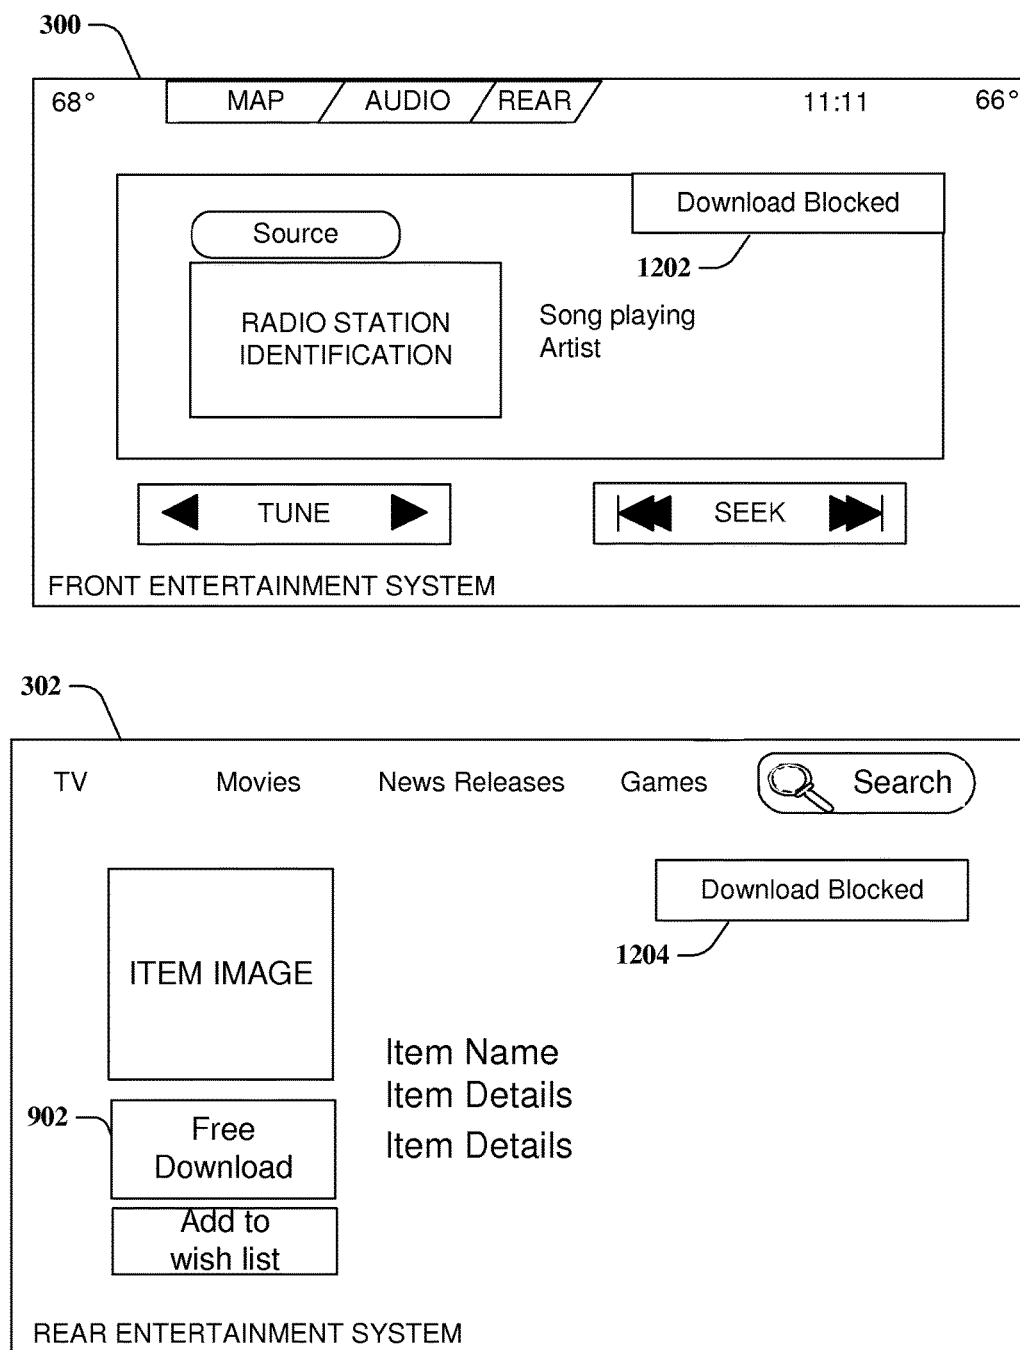 300
68°
MAP
AUDIO
REAR
11:11
66°
Download Blocked
Source
1202
RADIO STATION
IDENTIFICATION
Song playing
Artist
TUNE
SEEK
FRONT ENTERTAINMENT SYSTEM
302
TV
Movies
News Releases
Games
Search
Download Blocked
1204
ITEM IMAGE
Item Name
Item Details
Item Details
902
Free
Download
Add to
wish list
REAR ENTERTAINMENT SYSTEM